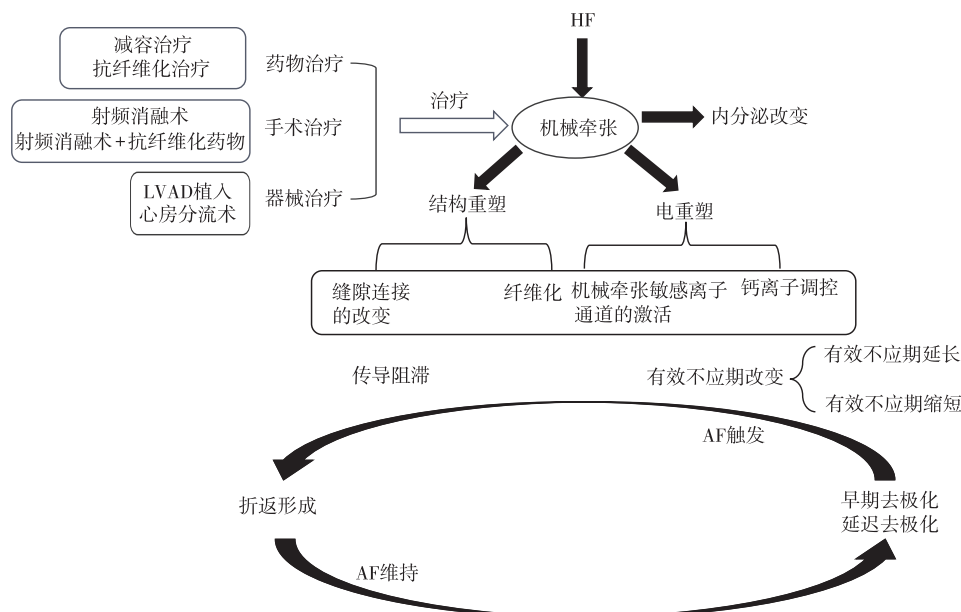 HF
减容治疗
抗纤维化治疗
药物治疗
治疗
射频消融术
射频消融术+抗纤维化药物
手术治疗
机械牵张
内分泌改变
LVAD植入
心房分流术
器械治疗
结构重塑
电重塑
缝隙连接
的改变
纤维化
机械牵张敏感离子
通道的激活
钙离子调控
传导阻滞
有效不应期改变
有效不应期延长
有效不应期缩短
AF触发
折返形成
早期去极化
延迟去极化
AF维持